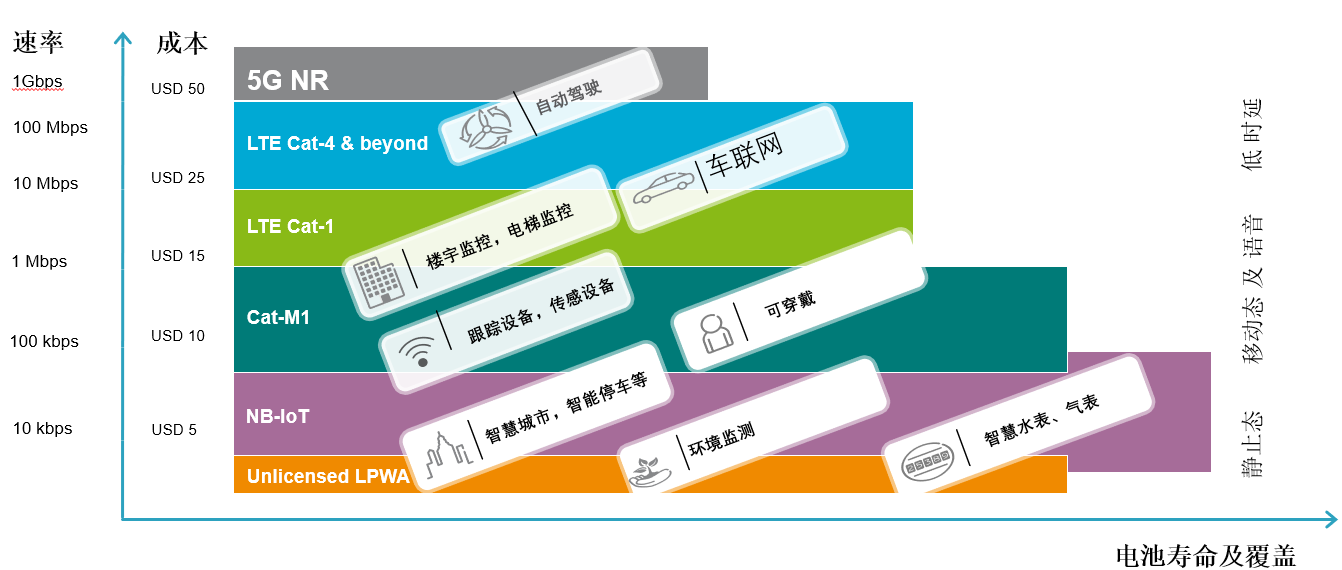 速率
成本
1Gbps
USD 50
5G NR
自动驾驶
100 Mbps
LTE Cat-4 & beyond
车联网
低 时延
10 Mbps
USD 25
LTE Cat-1
楼宇监控，电梯监控
1 Mbps
USD 15
Cat-M1
跟踪设备，传感设备
可穿戴
移动态 及 语音
100 kbps
USD 10
NB-IoT
智慧城市，智能停车等
环境监测
智慧水表、气表
25360
静止态
10 kbps
USD 5
Unlicensed LPWA
电池寿命及覆盖